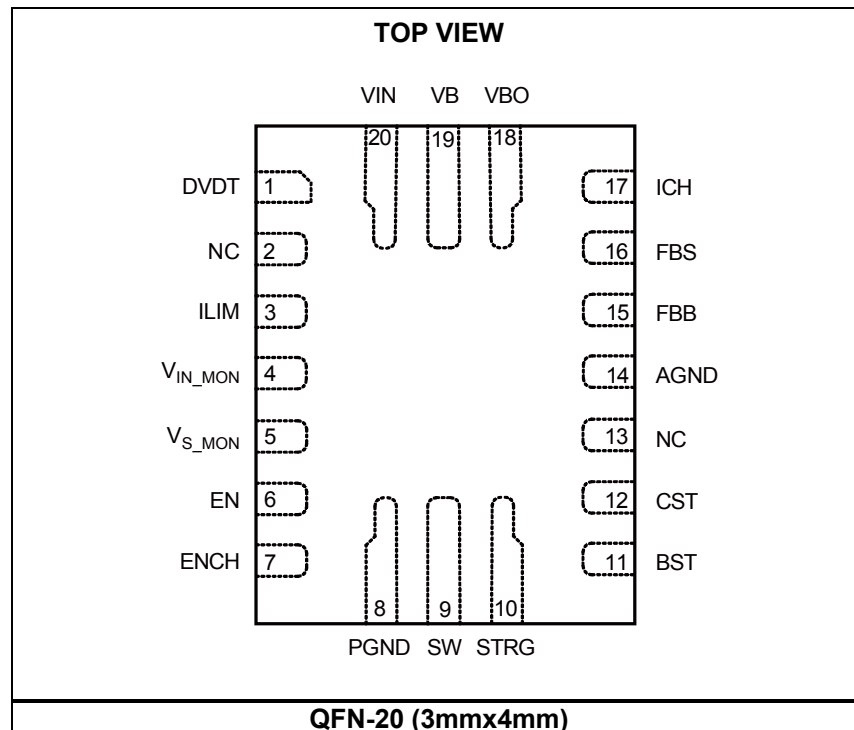 TOP VIEW
VIN VB VBO
20 19 18
DVDT 1 17 ICH
NC 2 16 FBS
ILIM 3 15 FBB
VIN_MON 4 14 AGND
VS_MON 5 13 NC
EN 6 12 CST
ENCH 7 11 BST
8 9 10
PGND SW STRG
QFN-20 (3mmx4mm)